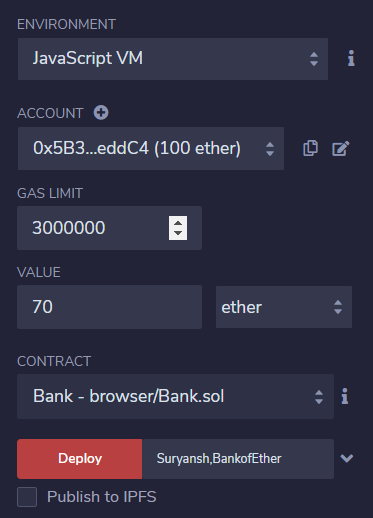 ENVIRONMENT
JavaScript VM
ACCOUNT
0x5B3...eddC4 (100 ether)
GAS LIMIT
3000000
VALUE
70
ether
CONTRACT
Bank - browser/Bank.sol
Deploy
Suryansh,BankofEther
Publish to IPFS